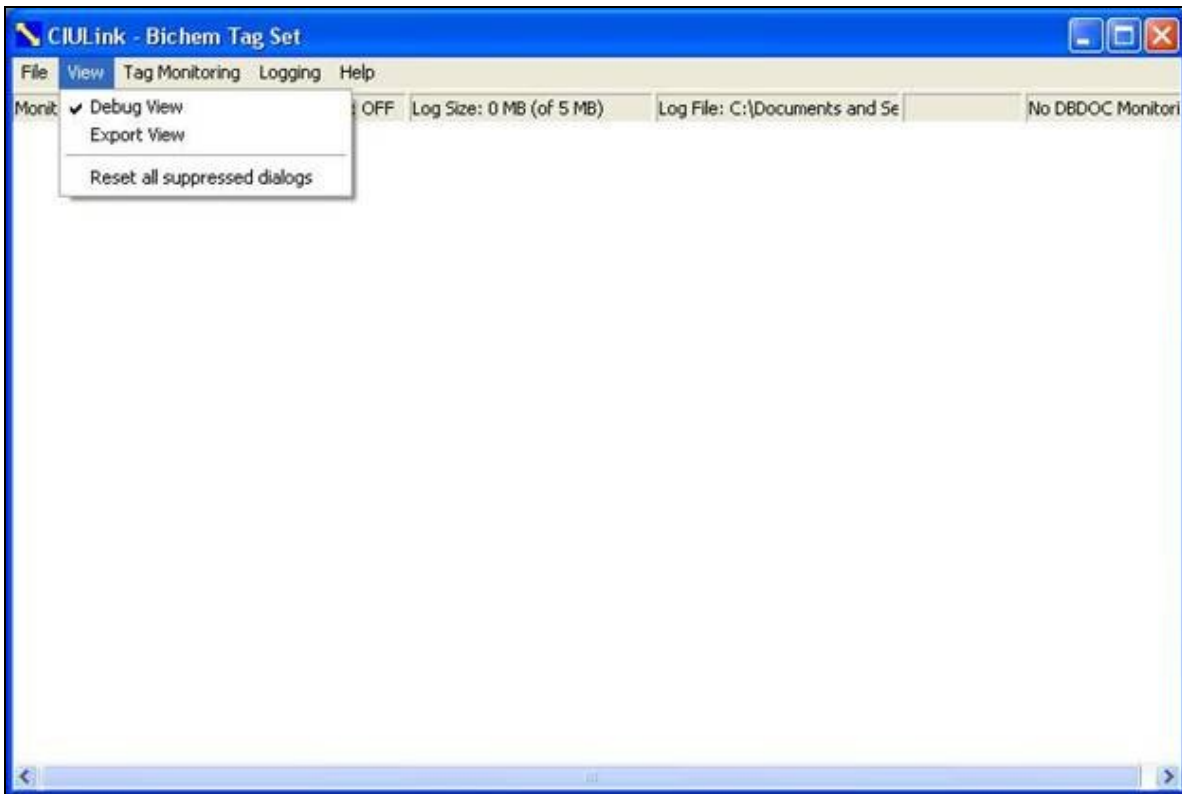 CIULink - Bichem Tag Set
File View Tag Monitoring Logging Help
Monit : OFF Log Size: 0 MB (of 5 MB) Log File: C:\Documents and Se No DBDOC Monitori
Debug View
Export View
Reset all suppressed dialogs